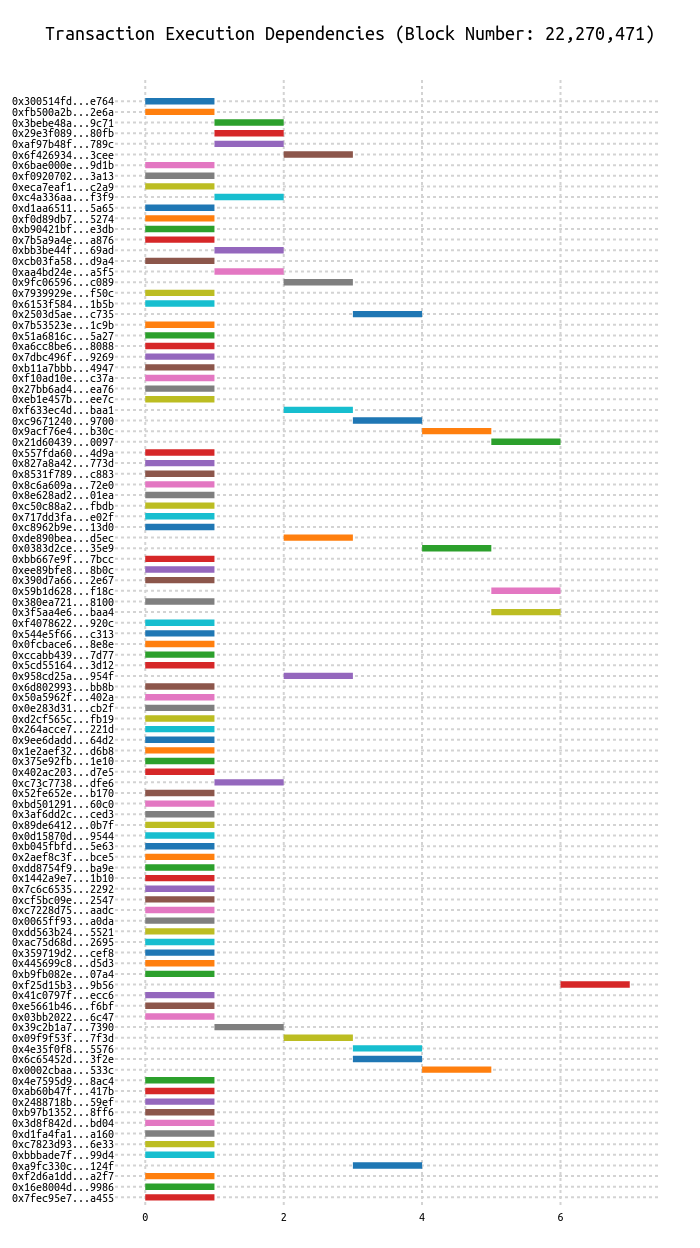 Transaction Execution Dependencies (Block Number: 22,270,471)
0x300514fd...e764
0xfb500a2b...2e6a
0x3bebe48a...9c71
0x29e3f089...80fb
0xaf97b48f...789c
0x6f426934...3cee
0x6bae000e...9d1b
0xf0920702...3a13
0xeca7eaf1...c2a9
0xc4a336aa...f3f9
0xd1aa6511...5a65
0xf0d89db7...5274
0xb90421bf...e3db
0x7b5a9a4e...a876
0xbb3be44f...69ad
0xcb03fa58...d9a4
0xaa4bd24e...a5f5
0x9fc06596...c089
0x7939929e...f50c
0x6153f584...1b5b
0x2503d5ae...c735
0x7b53523e...1c9b
0x51a6816c...5a27
0xa6cc8be6...8088
0x7dbc496f...9269
0xb11a7bbb...4947
0xf10ad10e...c37a
0x27bb6ad4...ea76
0xeb1e457b...ee7c
0xf633ec4d...baa1
0xc9671240...9700
0x9acf76e4...b30c
0x21d60439...0097
0x557fda60...4d9a
0x827a8a42...773d
0x8531f789...c883
0x8c6a609a...72e0
0x8e628ad2...01ea
0xc50c88a2...fbdb
0x717dd3fa...e02f
0xc8962b9e...13d0
0xde890bea...d5ec
0x0383d2ce...35e9
0xbb667e9f...7bcc
0xee89bfe8...8b0c
0x390d7a66...2e67
0x59b1d628...f18c
0x380ea721...8100
0x3f5aa4e6...baa4
0xf4078622...920c
0x544e5f66...c313
0x0fcbace6...8e8e
0xccabb439...7d77
0x5cd55164...3d12
0x958cd25a...954f
0x6d802993...bb8b
0x50a5962f...402a
0x0e283d31...cb2f
0xd2cf565c...fb19
0x264acce7...221d
0x9ee6dadd...64d2
0x1e2aef32...d6b8
0x375e92fb...1e10
0x402ac203...d7e5
0xc73c7738...dfe6
0x52fe652e...b170
0xbd501291...60c0
0x3af6dd2c...ced3
0x89de6412...0b7f
0x0d15870d...9544
0xb045fbfd...5e63
0x2aef8c3f...bce5
0xdd8754f9...ba9e
0x1442a9e7...1b10
0x7c6c6535...2292
0xcf5bc09e...2547
0xc7228d75...aadc
0x0065ff93...a0da
0xdd563b24...5521
0xac75d68d...2695
0x359719d2...cef8
0x445699c8...d5d3
0xb9fb082e...07a4
0xf25d15b3...9b56
0x41c0797f...ecc6
0xe5661b46...f6bf
0x03bb2022...6c47
0x39c2b1a7...7390
0x09f9f53f...7f3d
0x4e35f0f8...5576
0x6c65452d...3f2e
0x0002cbaa...533c
0x4e7595d9...8ac4
0xab60b47f...417b
0x2488718b...59ef
0xb97b1352...8ff6
0x3d8f842d...bd04
0xd1fa4fa1...a160
0xc7823d93...6e33
0xbbbade7f...99d4
0xa9fc330c...124f
0xf2d6a1dd...a2f7
0x16e8004d...9986
0x7fec95e7...a455
0 2 4 6